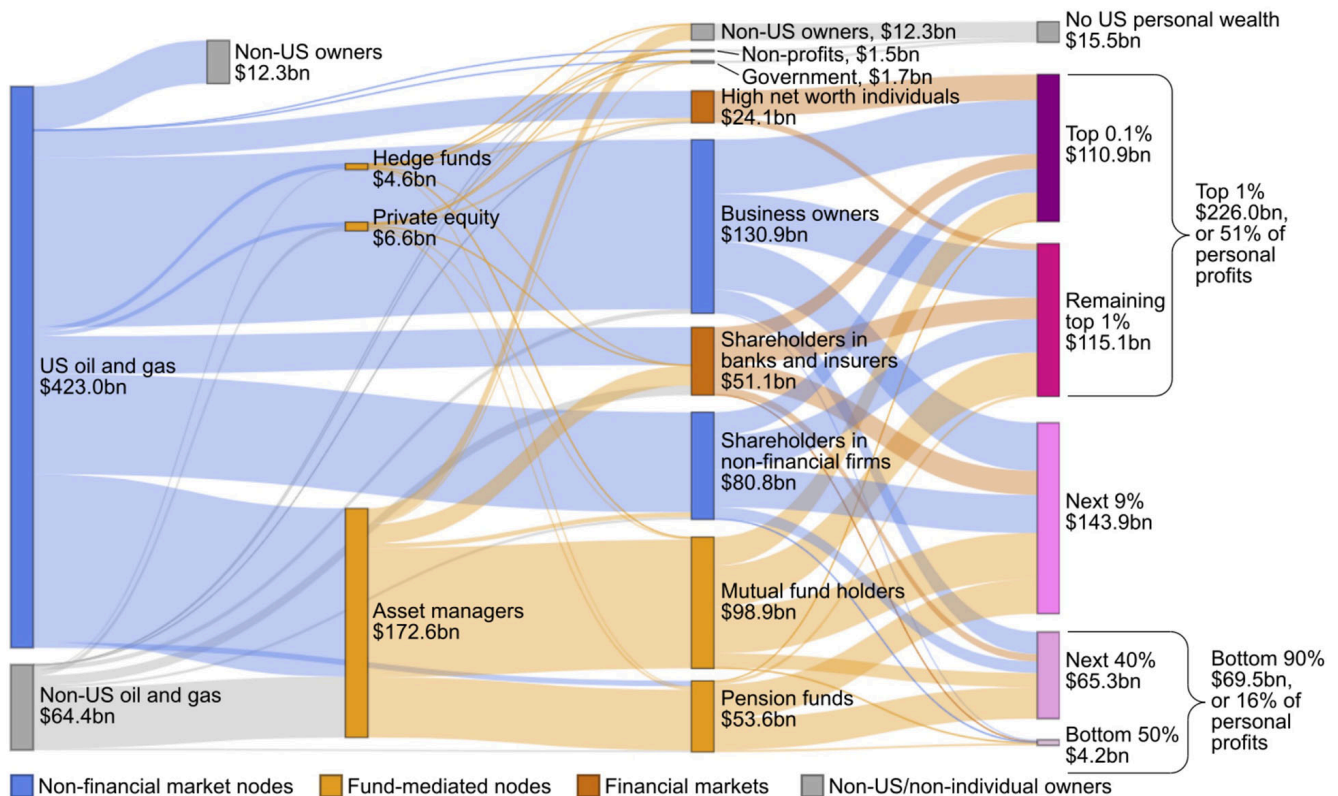 Non-US owners
$12.3bn
US oil and gas
$423.0bn
Non-US oil and gas
$64.4bn
Hedge funds
$4.6bn
Private equity
$6.6bn
Asset managers
$172.6bn
Non-US owners, $12.3bn
Non-profits, $1.5bn
Government, $1.7bn
High net worth individuals
$24.1bn
Business owners
$130.9bn
Shareholders in
banks and insurers
$51.1bn
Shareholders in
non-financial firms
$80.8bn
Mutual fund holders
$98.9bn
Pension funds
$53.6bn
No US personal wealth
$15.5bn
Top 0.1%
$110.9bn
Remaining
top 1%
$115.1bn
Next 9%
$143.9bn
Next 40%
$65.3bn
Bottom 50%
$4.2bn
Top 1%
$226.0bn,
or 51% of
personal
profits
Bottom 90%
$69.5bn,
or 16% of
personal
profits
Non-financial market nodes
Fund-mediated nodes
Financial markets
Non-US/non-individual owners